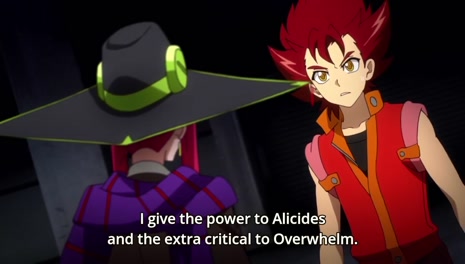 I give the power to Alicides
and the extra critical to Overwhelm.